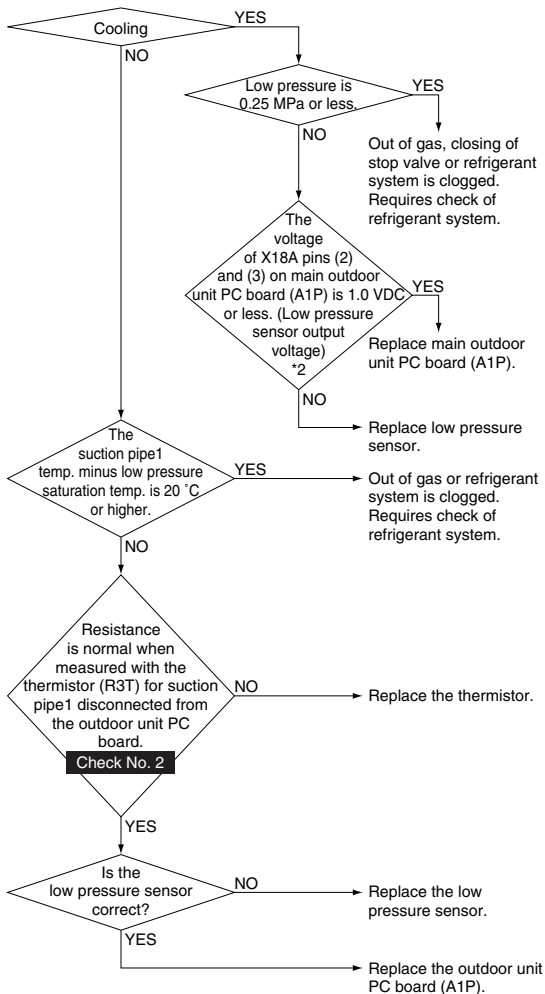 Cooling
YES
NO
Low pressure is
0.25 MPa or less.
YES
NO
Out of gas, closing of
stop valve or refrigerant
system is clogged.
Requires check of
refrigerant system.
The
voltage
of X18A pins (2)
and (3) on main outdoor
unit PC board (A1P) is 1.0 VDC
or less. (Low pressure
sensor output
voltage)
*2
YES
NO
Replace main outdoor
unit PC board (A1P).
Replace low pressure
sensor.
The
suction pipe1
temp. minus low pressure
saturation temp. is 20 ˚C
or higher.
YES
NO
Out of gas or refrigerant
system is clogged.
Requires check of
refrigerant system.
Resistance
is normal when
measured with the
thermistor (R3T) for suction
pipe1 disconnected from
the outdoor unit PC
board.
Check No. 2
NO
YES
Replace the thermistor.
Is the
low pressure sensor
correct?
NO
YES
Replace the low
pressure sensor.
Replace the outdoor unit
PC board (A1P).